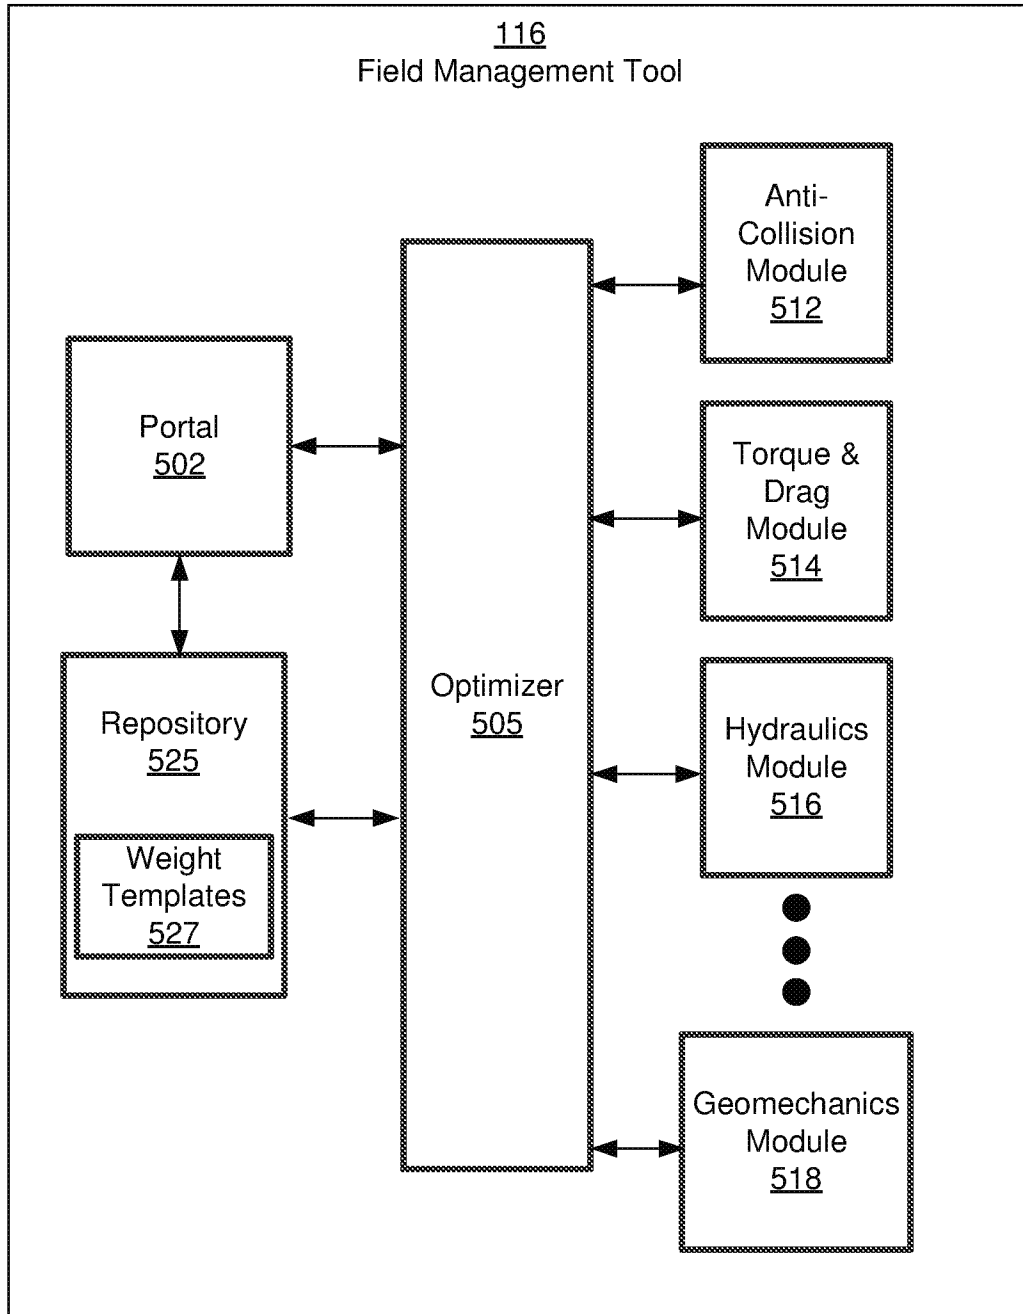 116
Field Management Tool
Anti-
Collision
Module
512
Portal
502
Torque &
Drag
Module
514
Optimizer
505
Repository
525
Weight
Templates
527
Hydraulics
Module
516
Geomechanics
Module
518